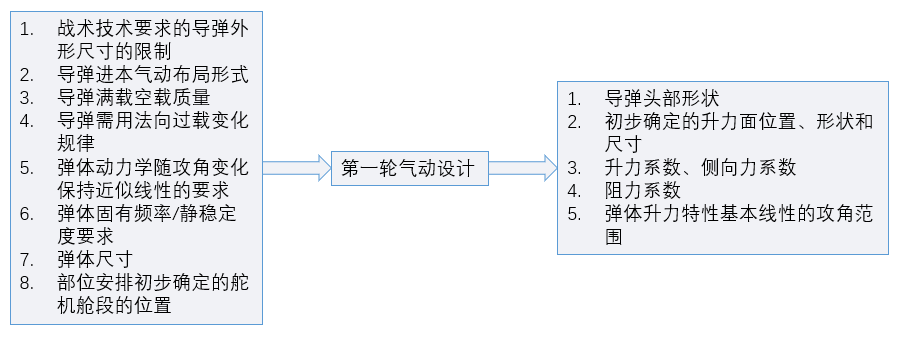 1. 战术技术要求的导弹外
形尺寸的限制
2. 导弹进本气动布局形式
3. 导弹满载空载质量
4. 导弹需用法向过载变化
规律
5. 弹体动力学随攻角变化
保持近似线性的要求
6. 弹体固有频率/静稳定
度要求
7. 弹体尺寸
8. 部位安排初步确定的舵
机舱段的位置
第一轮气动设计
1. 导弹头部形状
2. 初步确定的升力面位置、形状和
尺寸
3. 升力系数、侧向力系数
4. 阻力系数
5. 弹体升力特性基本线性的攻角范
围